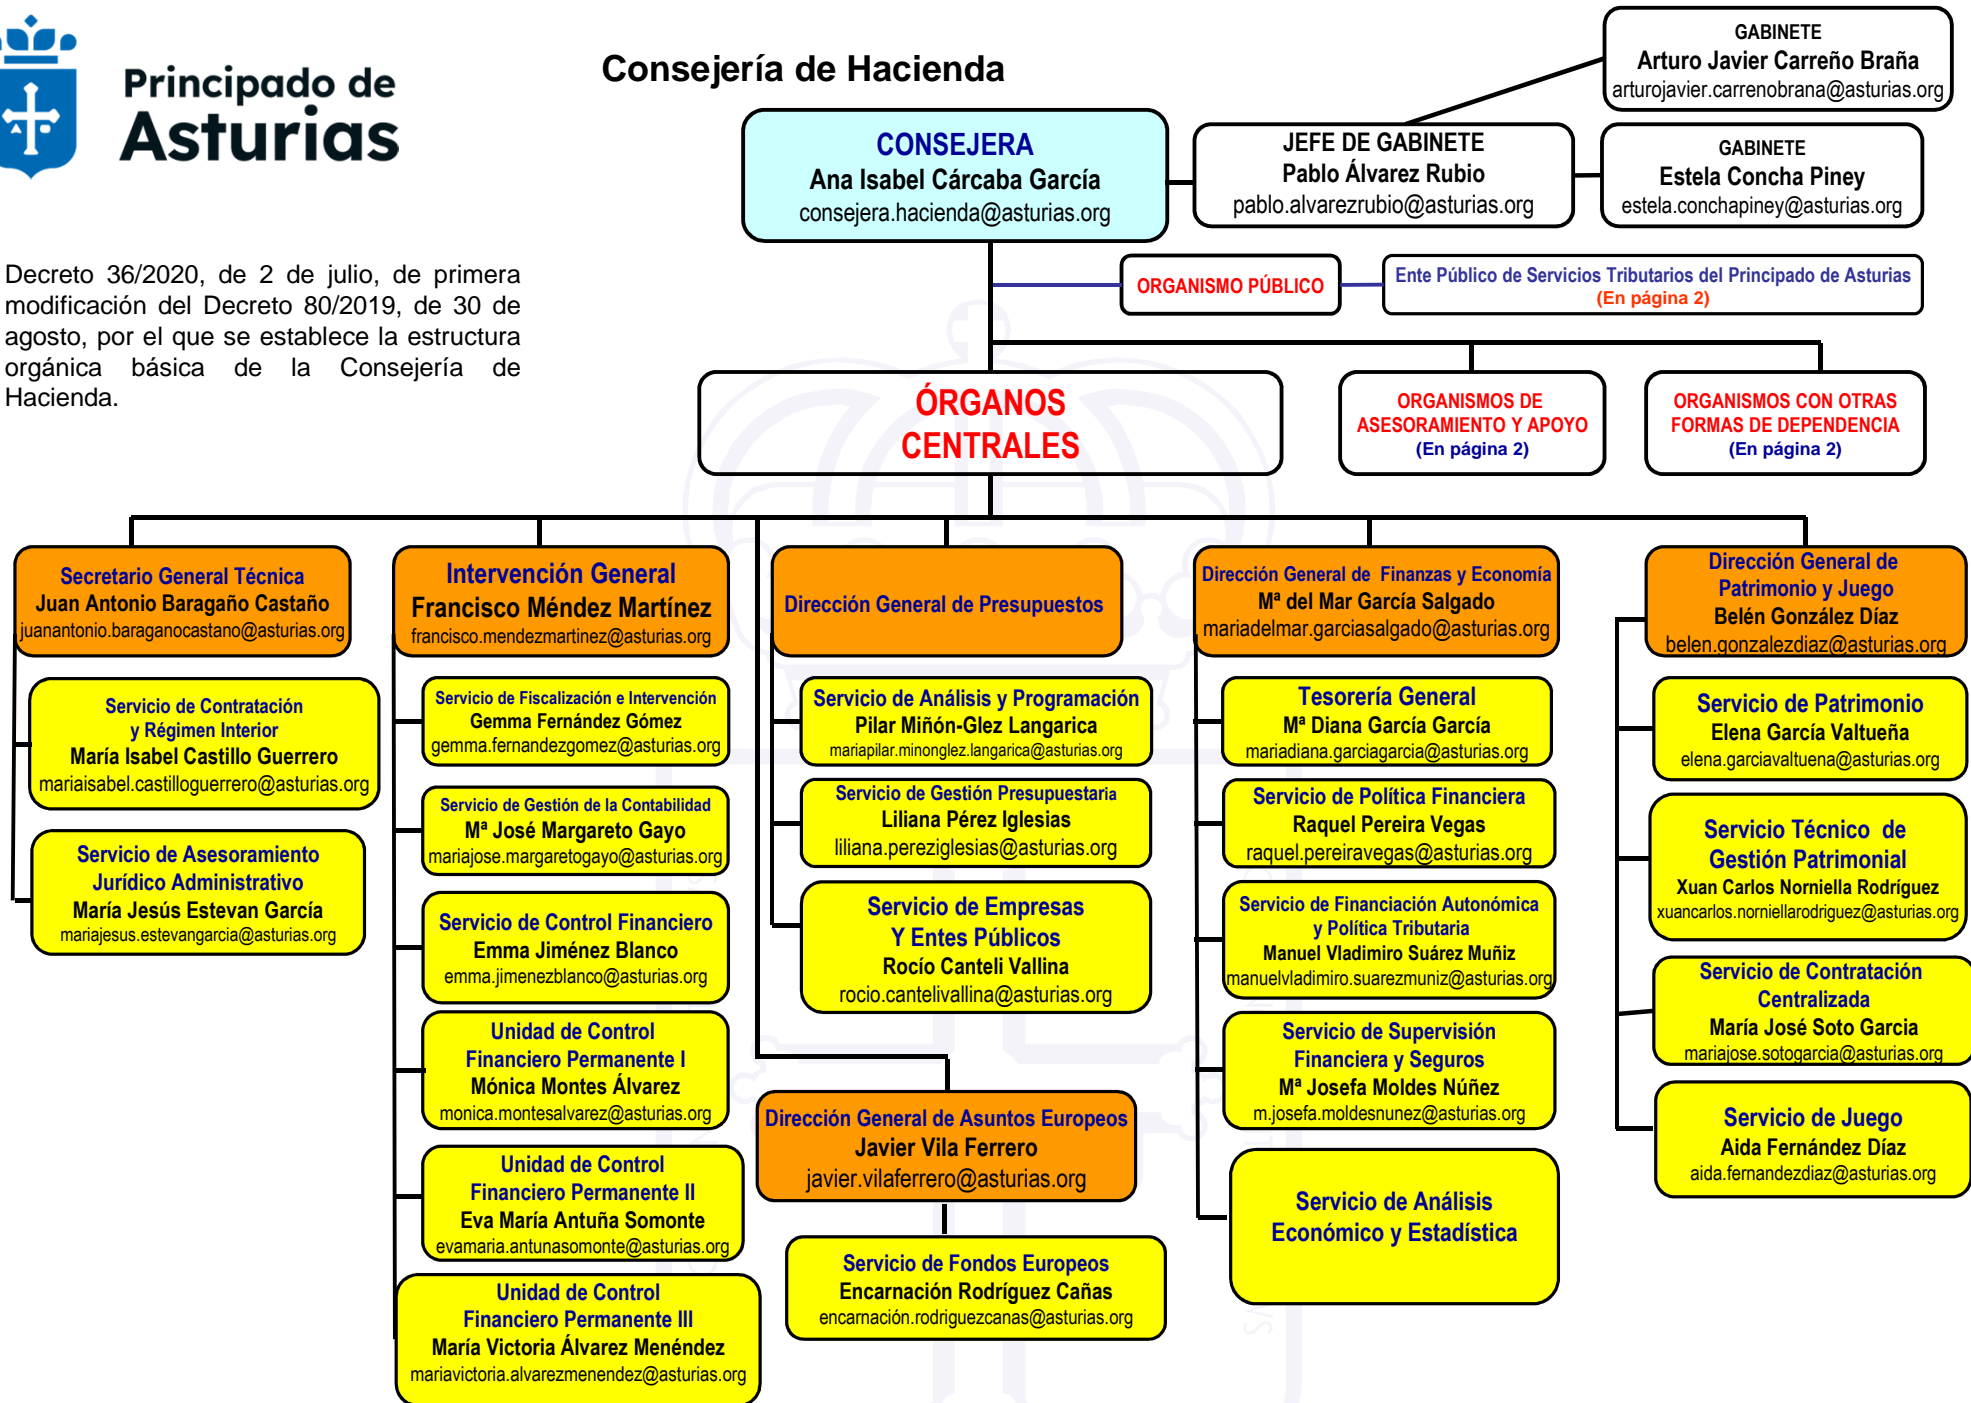 Principado de
Asturias
Consejería de Hacienda
GABINETE
Arturo Javier Carreño Braña
arturojavier.carrenobrana@asturias.org
CONSEJERA
Ana Isabel Cárcaba García
consejera.hacienda@asturias.org
JEFE DE GABINETE
Pablo Álvarez Rubio
pablo.alvarezrubio@asturias.org
GABINETE
Estela Concha Piney
estela.conchapiney@asturias.org
Decreto 36/2020, de 2 de julio, de primera
modificación del Decreto 80/2019, de 30 de
agosto, por el que se establece la estructura
orgánica básica de la Consejería de
Hacienda.
ORGANISMO PÚBLICO
Ente Público de Servicios Tributarios del Principado de Asturias
(En página 2)
ÓRGANOS
CENTRALES
ORGANISMOS DE
ASESORAMIENTO Y APOYO
(En página 2)
ORGANISMOS CON OTRAS
FORMAS DE DEPENDENCIA
(En página 2)
Secretario General Técnica
Juan Antonio Baragaño Castaño
juanantonio.baraganocastano@asturias.org
Servicio de Contratación
y Régimen Interior
María Isabel Castillo Guerrero
mariaisabel.castilloguerrero@asturias.org
Servicio de Asesoramiento
Jurídico Administrativo
María Jesús Estevan García
mariajesus.estevangarcia@asturias.org
Intervención General
Francisco Méndez Martínez
francisco.mendezmartinez@asturias.org
Servicio de Fiscalización e Intervención
Gemma Fernández Gómez
gemma.fernandezgomez@asturias.org
Servicio de Gestión de la Contabilidad
Mª José Margareto Gayo
mariajose.margaretogayo@asturias.org
Servicio de Control Financiero
Emma Jiménez Blanco
emma.jimenezblanco@asturias.org
Unidad de Control
Financiero Permanente I
Mónica Montes Álvarez
monica.montesalvarez@asturias.org
Unidad de Control
Financiero Permanente II
Eva María Antuña Somonte
evamaria.antunasomonte@asturias.org
Unidad de Control
Financiero Permanente III
María Victoria Álvarez Menéndez
mariavictoria.alvarezmenendez@asturias.org
Dirección General de Presupuestos
Servicio de Análisis y Programación
Pilar Miñón-Glez Langarica
mariapilar.minonglez.langarica@asturias.org
Servicio de Gestión Presupuestaria
Liliana Pérez Iglesias
liliana.pereziglesias@asturias.org
Servicio de Empresas
Y Entes Públicos
Rocío Canteli Vallina
rocio.cantelivallina@asturias.org
Dirección General de Asuntos Europeos
Javier Vila Ferrero
javier.vilaferrero@asturias.org
Servicio de Fondos Europeos
Encarnación Rodríguez Cañas
encarnación.rodriguezcanas@asturias.org
Dirección General de Finanzas y Economía
Mª del Mar García Salgado
mariadelmar.garciasalgado@asturias.org
Tesorería General
Mª Diana García García
mariadiana.garciagarcia@asturias.org
Servicio de Política Financiera
Raquel Pereira Vegas
raquel.pereiravegas@asturias.org
Servicio de Financiación Autonómica
y Política Tributaria
Manuel Vladimiro Suárez Muñiz
manuelvladimiro.suarezmuniz@asturias.org
Servicio de Supervisión
Financiera y Seguros
Mª Josefa Moldes Núñez
m.josefa.moldesnunez@asturias.org
Servicio de Análisis
Económico y Estadística
Dirección General de
Patrimonio y Juego
Belén González Díaz
belen.gonzalezdiaz@asturias.org
Servicio de Patrimonio
Elena García Valtueña
elena.garciavaltuena@asturias.org
Servicio Técnico de
Gestión Patrimonial
Xuan Carlos Norniella Rodríguez
xuancarlos.norniellarodriguez@asturias.org
Servicio de Contratación
Centralizada
María José Soto Garcia
mariajose.sotogarcia@asturias.org
Servicio de Juego
Aida Fernández Díaz
aida.fernandezdiaz@asturias.org